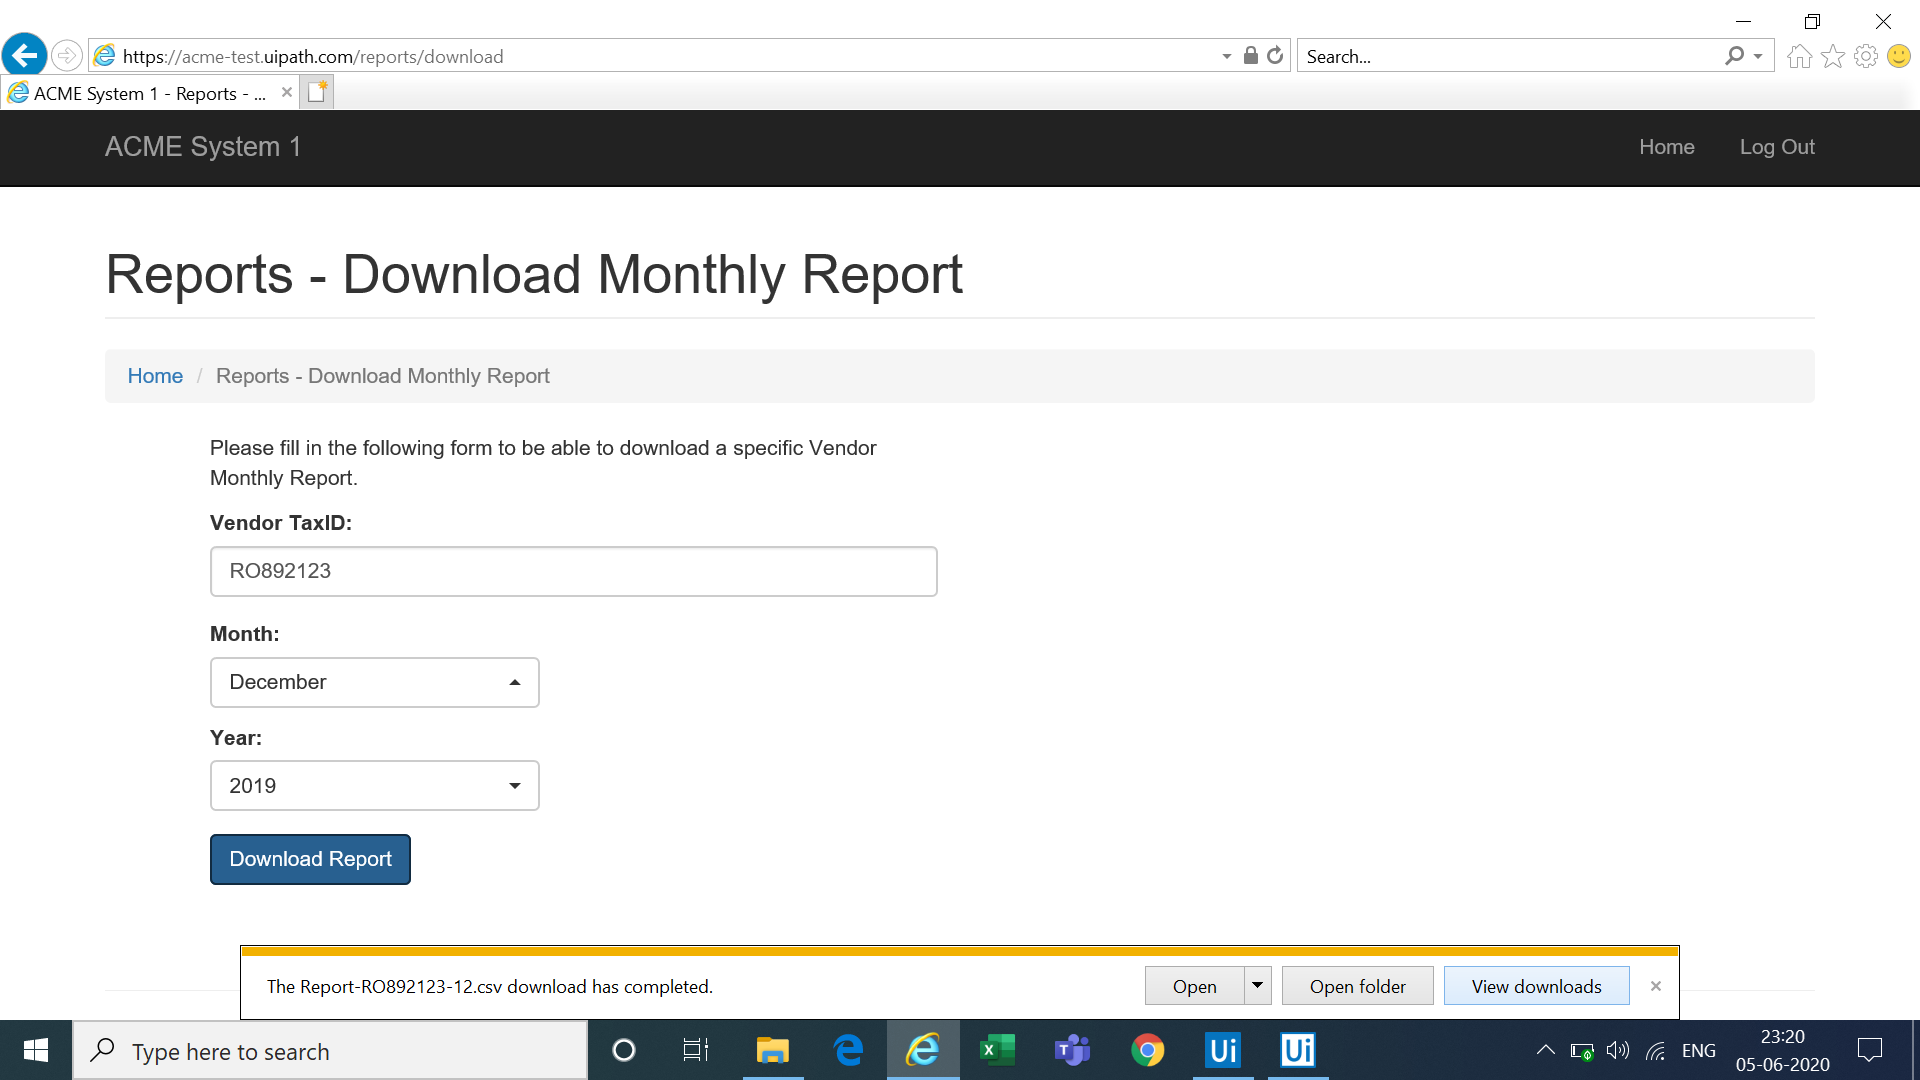 https://acme-test.uipath.com/reports/download
Search...
ACME System 1 - Reports - ...
ACME System 1
Home
Log Out
Reports - Download Monthly Report
Home / Reports - Download Monthly Report
Please fill in the following form to be able to download a specific Vendor
Monthly Report.
Vendor TaxID:
RO892123
Month:
December
Year:
2019
Download Report
The Report-RO892123-12.csv download has completed.
Open
Open folder
View downloads
Type here to search
Ui
Ui
ENG
23:20
05-06-2020